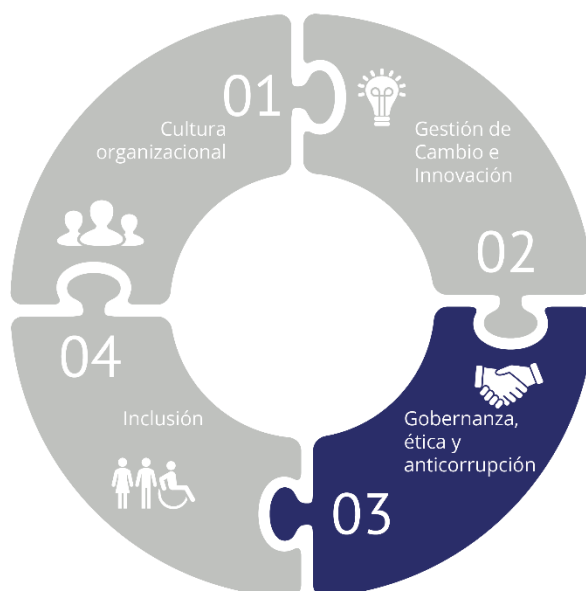 01
Cultura
organizacional
Gestión de
Cambio e
Innovación
02
Gobernanza,
ética y
anticorrupción
03
04
Inclusión